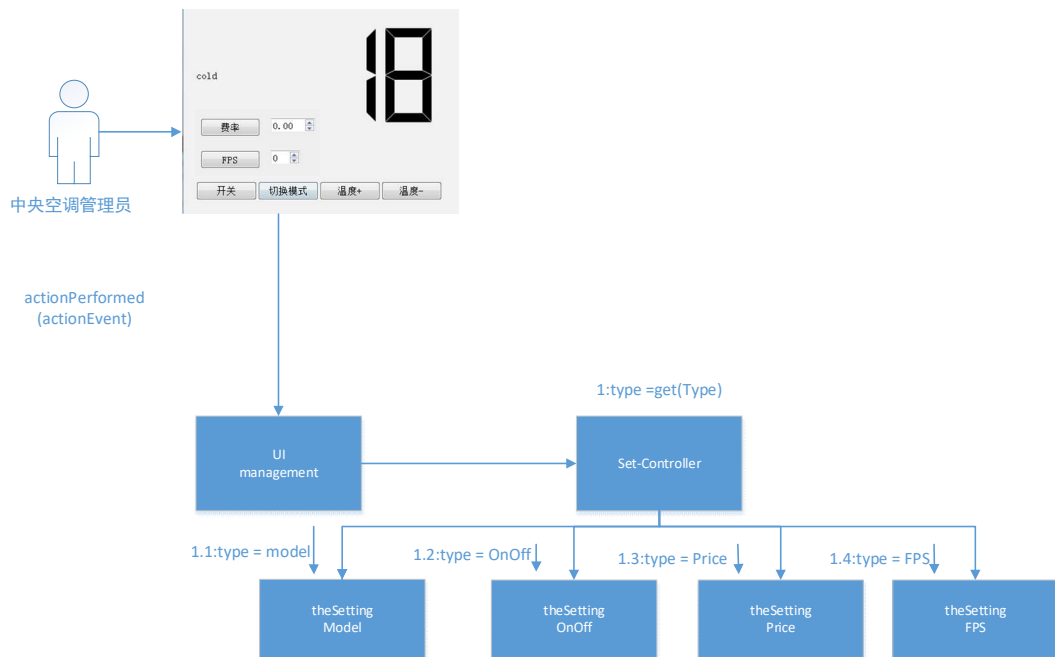 18
cold
费率
0.00
FPS
0
开关
切换模式
温度+
温度-
中央空调管理员
actionPerformed
(actionEvent)
1:type =get(Type)
UI
management
Set-Controller
1.1:type = model
1.2:type = OnOff
1.3:type = Price
1.4:type = FPS
theSetting
Model
theSetting
OnOff
theSetting
Price
theSetting
FPS